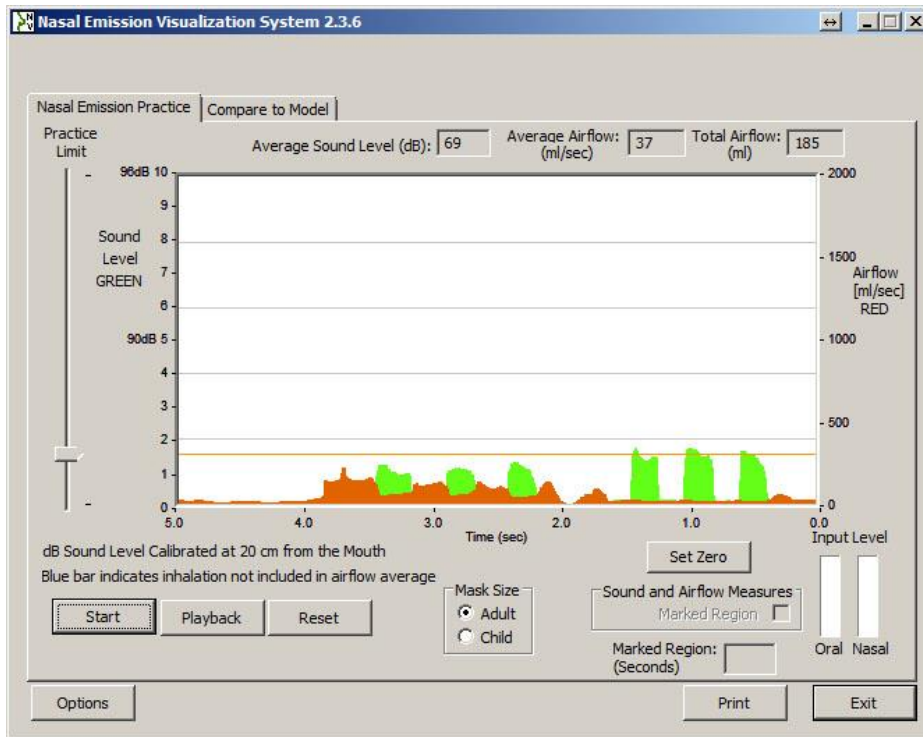 Nasal Emission Visualization System 2.3.6
Nasal Emission Practice
Compare to Model
Practice
Limit
Average Sound Level (dB): 69
Average Airflow: 37
(ml/sec)
Total Airflow: 185
(ml)
96dB 10
9
8
7
6
90dB 5
4
3
2
1
0
Sound
Level
GREEN
2000
1500
1000
500
0
Airflow
[ml/sec]
RED
5.0 4.0 3.0 2.0 1.0 0.0
Time (sec)
dB Sound Level Calibrated at 20 cm from the Mouth
Blue bar indicates inhalation not included in airflow average
Start Playback Reset
Mask Size
Adult
Child
Set Zero
Sound and Airflow Measures
Marked Region
Marked Region:
(Seconds)
Input Level
Oral Nasal
Options
Print
Exit